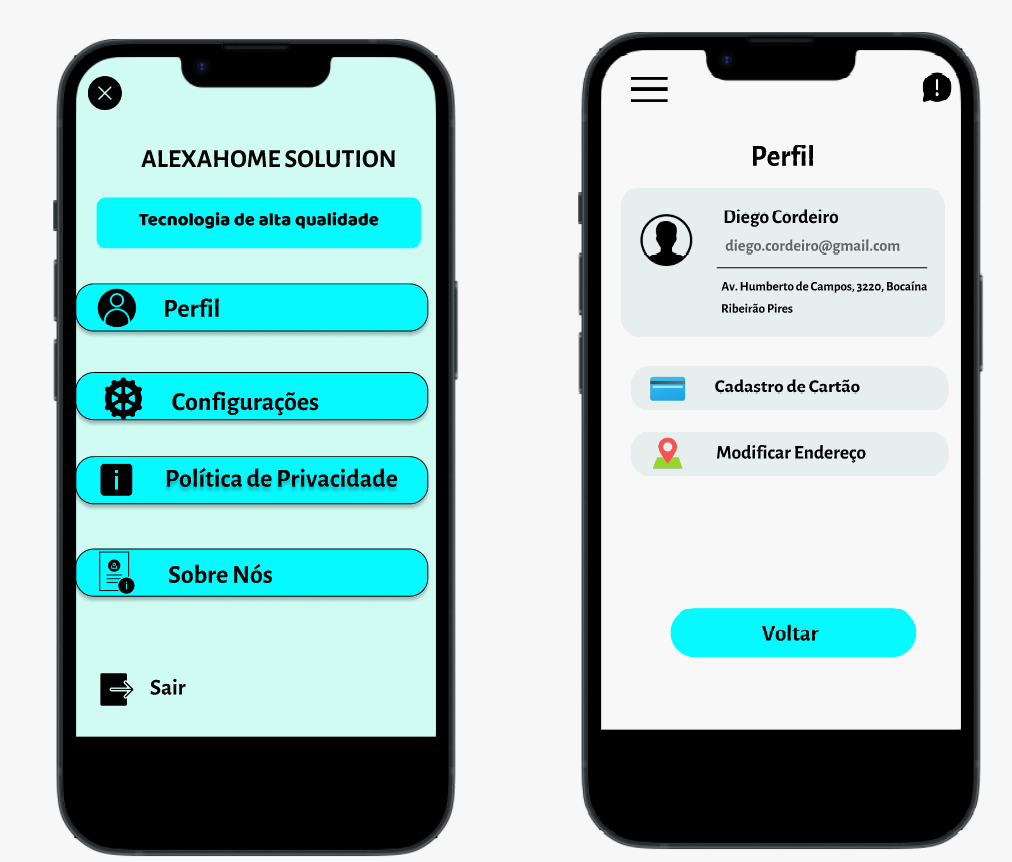 ALEXAHOME SOLUTION
Tecnologia de alta qualidade
Perfil
Configurações
Política de Privacidade
Sobre Nós
Sair
Perfil
Diego Cordeiro
diego.cordeiro@gmail.com
Av. Humberto de Campos, 3220, Bocaína
Ribeirão Pires
Cadastro de Cartão
Modificar Endereço
Voltar